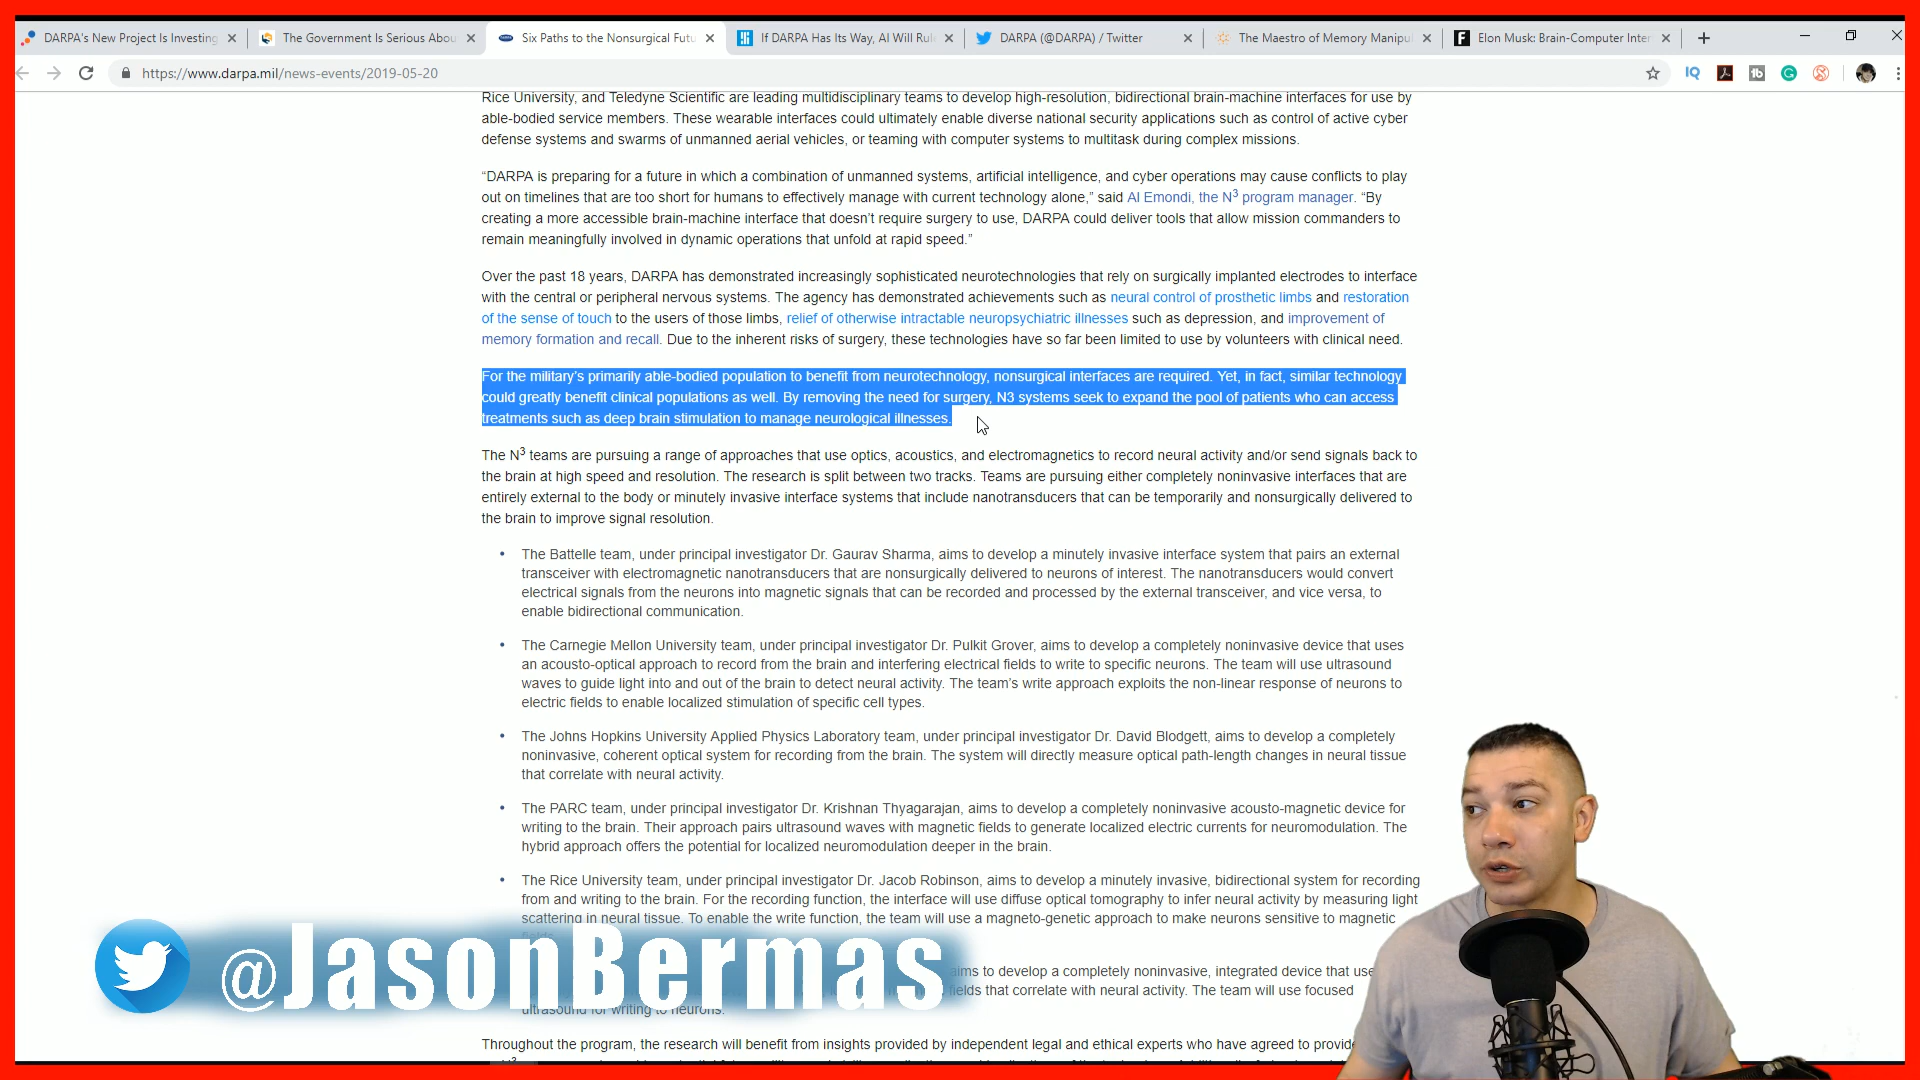 DARPA's New Project Is Investing
The Government Is Serious Abou
Six Paths to the Nonsurgical Futu
If DARPA Has Its Way, AI Will Rul
DARPA (@DARPA) / Twitter
The Maestro of Memory Manipu
Elon Musk: Brain-Computer Inter
https://www.darpa.mil/news-events/2019-05-20
Rice University, and Teledyne Scientific are leading multidisciplinary teams to develop high-resolution, bidirectional brain-machine interfaces for use by
able-bodied service members. These wearable interfaces could ultimately enable diverse national security applications such as control of active cyber
defense systems and swarms of unmanned aerial vehicles, or teaming with computer systems to multitask during complex missions.
“DARPA is preparing for a future in which a combination of unmanned systems, artificial intelligence, and cyber operations may cause conflicts to play
out on timelines that are too short for humans to effectively manage with current technology alone,” said Al Emondi, the N3 program manager. “By
creating a more accessible brain-machine interface that doesn’t require surgery to use, DARPA could deliver tools that allow mission commanders to
remain meaningfully involved in dynamic operations that unfold at rapid speed.”
Over the past 18 years, DARPA has demonstrated increasingly sophisticated neurotechnologies that rely on surgically implanted electrodes to interface
with the central or peripheral nervous systems. The agency has demonstrated achievements such as neural control of prosthetic limbs and restoration
of the sense of touch to the users of those limbs, relief of otherwise intractable neuropsychiatric illnesses such as depression, and improvement of
memory formation and recall. Due to the inherent risks of surgery, these technologies have so far been limited to use by volunteers with clinical need.
For the military’s primarily able-bodied population to benefit from neurotechnology, nonsurgical interfaces are required. Yet, in fact, similar technology
could greatly benefit clinical populations as well. By removing the need for surgery, N3 systems seek to expand the pool of patients who can access
treatments such as deep brain stimulation to manage neurological illnesses.
The N3 teams are pursuing a range of approaches that use optics, acoustics, and electromagnetics to record neural activity and/or send signals back to
the brain at high speed and resolution. The research is split between two tracks. Teams are pursuing either completely noninvasive interfaces that are
entirely external to the body or minutely invasive interface systems that include nanotransducers that can be temporarily and nonsurgically delivered to
the brain to improve signal resolution.
• The Battelle team, under principal investigator Dr. Gaurav Sharma, aims to develop a minutely invasive interface system that pairs an external
transceiver with electromagnetic nanotransducers that are nonsurgically delivered to neurons of interest. The nanotransducers would convert
electrical signals from the neurons into magnetic signals that can be recorded and processed by the external transceiver, and vice versa, to
enable bidirectional communication.
• The Carnegie Mellon University team, under principal investigator Dr. Pulkit Grover, aims to develop a completely noninvasive device that uses
an acousto-optical approach to record from the brain and interfering electrical fields to write to specific neurons. The team will use ultrasound
waves to guide light into and out of the brain to detect neural activity. The team’s write approach exploits the non-linear response of neurons to
electric fields to enable localized stimulation of specific cell types.
• The Johns Hopkins University Applied Physics Laboratory team, under principal investigator Dr. David Blodgett, aims to develop a completely
noninvasive, coherent optical system for recording from the brain. The system will directly measure optical path-length changes in neural tissue
that correlate with neural activity.
• The PARC team, under principal investigator Dr. Krishnan Thyagarajan, aims to develop a completely noninvasive acousto-magnetic device for
writing to the brain. Their approach pairs ultrasound waves with magnetic fields to generate localized electric currents for neuromodulation. The
hybrid approach offers the potential for localized neuromodulation deeper in the brain.
• The Rice University team, under principal investigator Dr. Jacob Robinson, aims to develop a minutely invasive, bidirectional system for recording
from and writing to the brain. For the recording function, the interface will use diffuse optical tomography to infer neural activity by measuring light
scattering in neural tissue. To enable the write function, the team will use a magneto-genetic approach to make neurons sensitive to magnetic
aims to develop a completely noninvasive, integrated device that use
fields that correlate with neural activity. The team will use focused
ultrasound for writing to neurons.
@JasonBermas
Throughout the program, the research will benefit from insights provided by independent legal and ethical experts who have agreed to provide